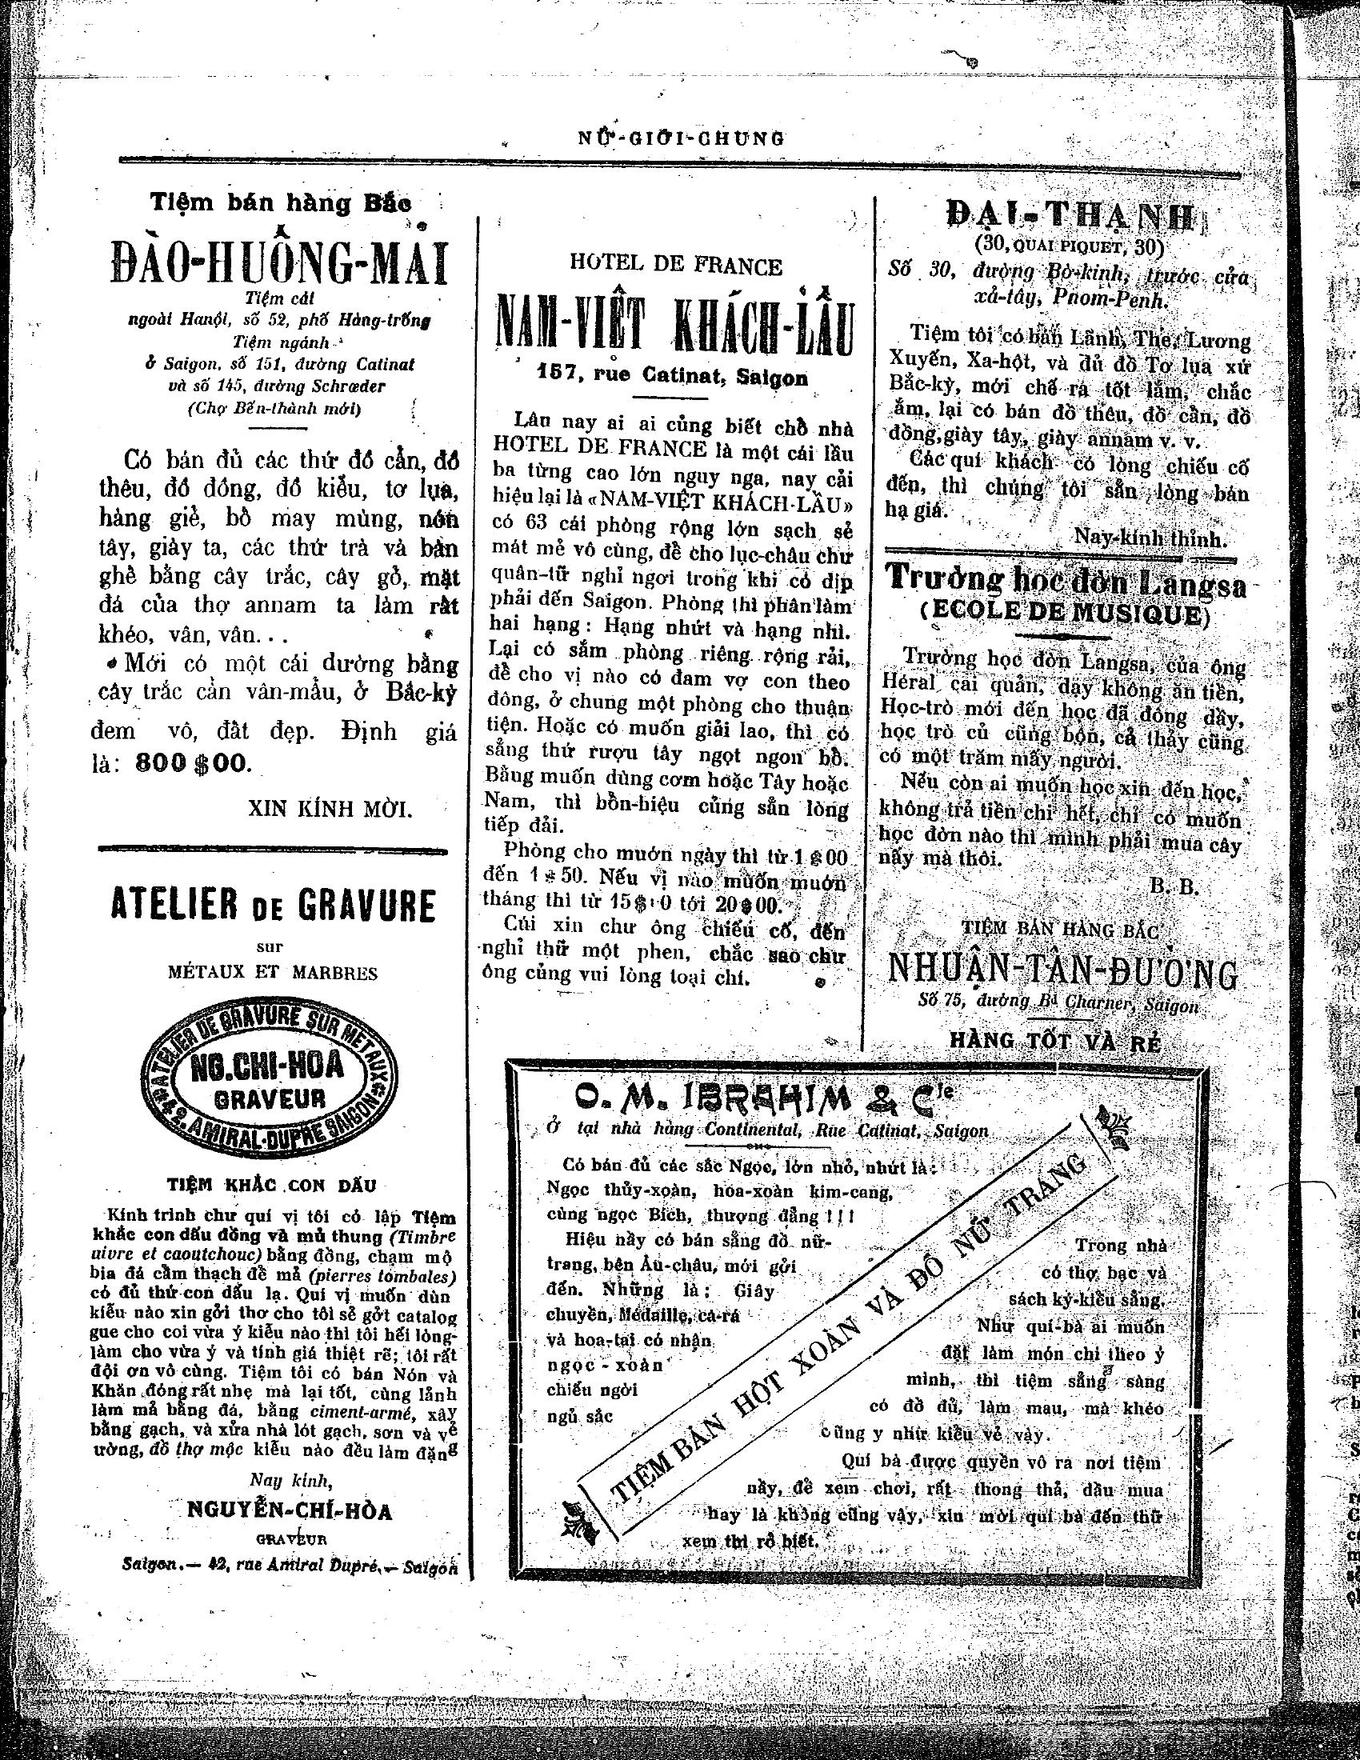 NỮ-GIỚI-CHUNG
Tiệm bán hàng Bắc
ĐÀO-HUỐNG-MAI
Tiệm cái
ngoài Hanội, số 52, phố Hàng-trống
Tiệm ngánh
ở Saigon, số 151, đường Catinat
và số 145, đường Schrœder
(Chợ Bến-thành mới)
Có bán đủ các thứ đồ cẩn, đồ
thêu, đồ đồng, đồ kiểu, tơ lụa,
hàng giẻ, bố may mùng, nón
tây, giày ta, các thứ trà và bàn
ghế bằng cây trắc, cây gỏ, mặt
đá của thợ annam ta làm rất
khéo, vân, vân...
Mới có một cái dường bằng
cây trắc cẩn vân-mẫu, ở Bắc-kỳ
đem vô, đắt đẹp. Định giá
là: 800$00.
XIN KÍNH MỜI.
ATELIER DE GRAVURE
sur
MÉTAUX ET MARBRES
ATELIER DE GRAVURE SUR METAUX
NG.CHI-HOA
GRAVEUR
42. AMIRAL-DUPRÉ SAIGON
TIỆM KHẮC CON DẤU
Kính trình chư quí vị tôi có lập Tiệm
khắc con dấu đồng và mủ thung (Timbre
uivre et caoutchouc) bằng đồng, chạm mộ
bia đá cẩm thạch để mả (pierres tombales)
có đủ thứ con dấu lạ. Quí vị muốn dùn
kiểu nào xin gởi thơ cho tôi sẽ gởt catalog
gue cho coi vừa ý kiểu nào thì tôi hết lòng-
làm cho vừa ý và tính giá thiệt rẽ; tôi rất
đội ơn vô cùng. Tiệm tôi có bán Nón và
Khăn đóng rất nhẹ mà lại tốt, cùng lảnh
làm mả bằng đá, bằng ciment-armé, xây
bằng gạch, và xửa nhà lót gạch, sơn và vẽ
ường, đồ thợ mộc kiểu nào đều làm đặng
Nay kính,
NGUYỄN-CHÍ-HÒA
GRAVEUR
Saigon.— 42, rue Amiral Dupré.— Saigon
HOTEL DE FRANCE
NAM-VIỆT KHÁCH-LẦU
157, rue Catinat, Saigon
Lâu nay ai ai củng biết chỗ nhà
HOTEL DE FRANCE là một cái lầu
ba từng cao lớn nguy nga, nay cải
hiệu lại là «NAM-VIỆT KHÁCH-LẦU»
có 63 cái phòng rộng lớn sạch sẻ
mát mẻ vô cùng, để cho lục-châu chư
quân-tử nghỉ ngơi trong khi có dịp
phải đến Saigon. Phòng thì phân làm
hai hạng: Hạng nhứt và hạng nhì.
Lại có sắm phòng riêng rộng rải,
để cho vị nào có đam vợ con theo
đông, ở chung một phòng cho thuận
tiện. Hoặc có muốn giải lao, thì có
sẳng thứ rượu tây ngọt ngon bổ.
Bằng muốn dùng cơm hoặc Tây hoặc
Nam, thì bổn-hiệu củng sẳn lòng
tiếp đải.
Phòng cho mướn ngày thì từ 1$00
đến 1$50. Nếu vị nào muốn mướn
tháng thì từ 15$00 tới 20$00.
Cúi xin chư ông chiếu cố, đến
nghỉ thử một phen, chắc sao chư
ông củng vui lòng toại chí.
ĐẠI-THẠNH
(30, QUAI PIQUET, 30)
Số 30, đường Bờ-kinh, trước cửa
xả-tây, Pnom-Penh.
Tiệm tôi có bán Lãnh, The, Lương
Xuyến, Xa-hột, và đủ đồ Tơ lụa xứ
Bắc-kỳ, mới chế ra tốt lắm, chắc
ắm, lại có bán đồ thêu, đồ cẩn, đồ
đồng, giày tây, giày annam v. v.
Các quí khách có lòng chiếu cố
đến, thì chúng tôi sẵn lòng bán
hạ giá.
Nay-kính thỉnh.
Trường học đờn Langsa
(ECOLE DE MUSIQUE)
Trường học đờn Langsa, của ông
Héral cai quản, dạy không ăn tiền,
Học-trò mới đến học đã đông dầy,
học trò củ cũng bộn, cả thảy cũng
có một trăm mấy người.
Nếu còn ai muốn học xin đến học,
không trả tiền chi hết, chỉ có muốn
học đờn nào thì mình phải mua cây
nấy mà thôi.
B. B.
TIỆM BÁN HÀNG BẮC
NHUẬN-TÂN-ĐƯỜNG
Số 75, đường Bd Charner, Saigon
HÀNG TỐT VÀ RẺ
O. M. IBRAHIM & Cie
Ở tại nhà hàng Continental, Rue Catinat, Saigon
Có bán đủ các sắc Ngọc, lớn nhỏ, nhứt là:
Ngọc thủy-xoàn, hỏa-xoàn kim-cang,
cùng ngọc Bích, thượng đẳng!!!
Hiệu nầy có bán sẳng đồ nữ-
trang, bên Âu-châu, mới gửi
đến. Những là: Giây
chuyền, Médaille, cà-rá
và hoa-tai có nhận
ngọc-xoàn
chiếu ngời
ngủ sắc
TIỆM BÁN HỘT XOÀN VÀ ĐỒ NỮ TRANG
Trong nhà
có thợ bạc và
sách ký-kiểu sẳng.
Như quí-bà ai muốn
đặt làm món chi theo ý
mình, thì tiệm sẳng sàng
có đồ đủ, làm mau, mà khéo
cũng y như kiểu vẻ vậy.
Quí bà được quyền vô ra nơi tiệm
nầy, để xem chơi, rất thong thả, dầu mua
hay là không cũng vậy, xin mời quí bà đến thử
xem thì rõ biết.